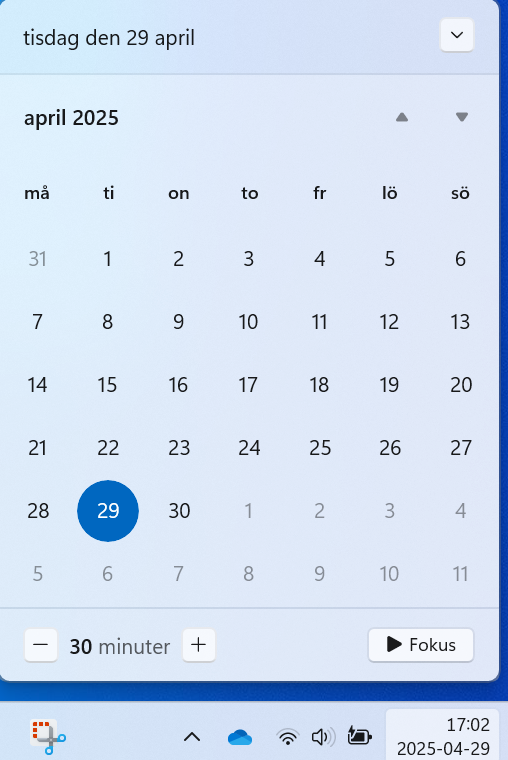 tisdag den 29 april
april 2025
må ti on to fr lö sö
31 1 2 3 4 5 6
7 8 9 10 11 12 13
14 15 16 17 18 19 20
21 22 23 24 25 26 27
28 29 30 1 2 3 4
5 6 7 8 9 10 11
30 minuter Fokus
17:02
2025-04-29